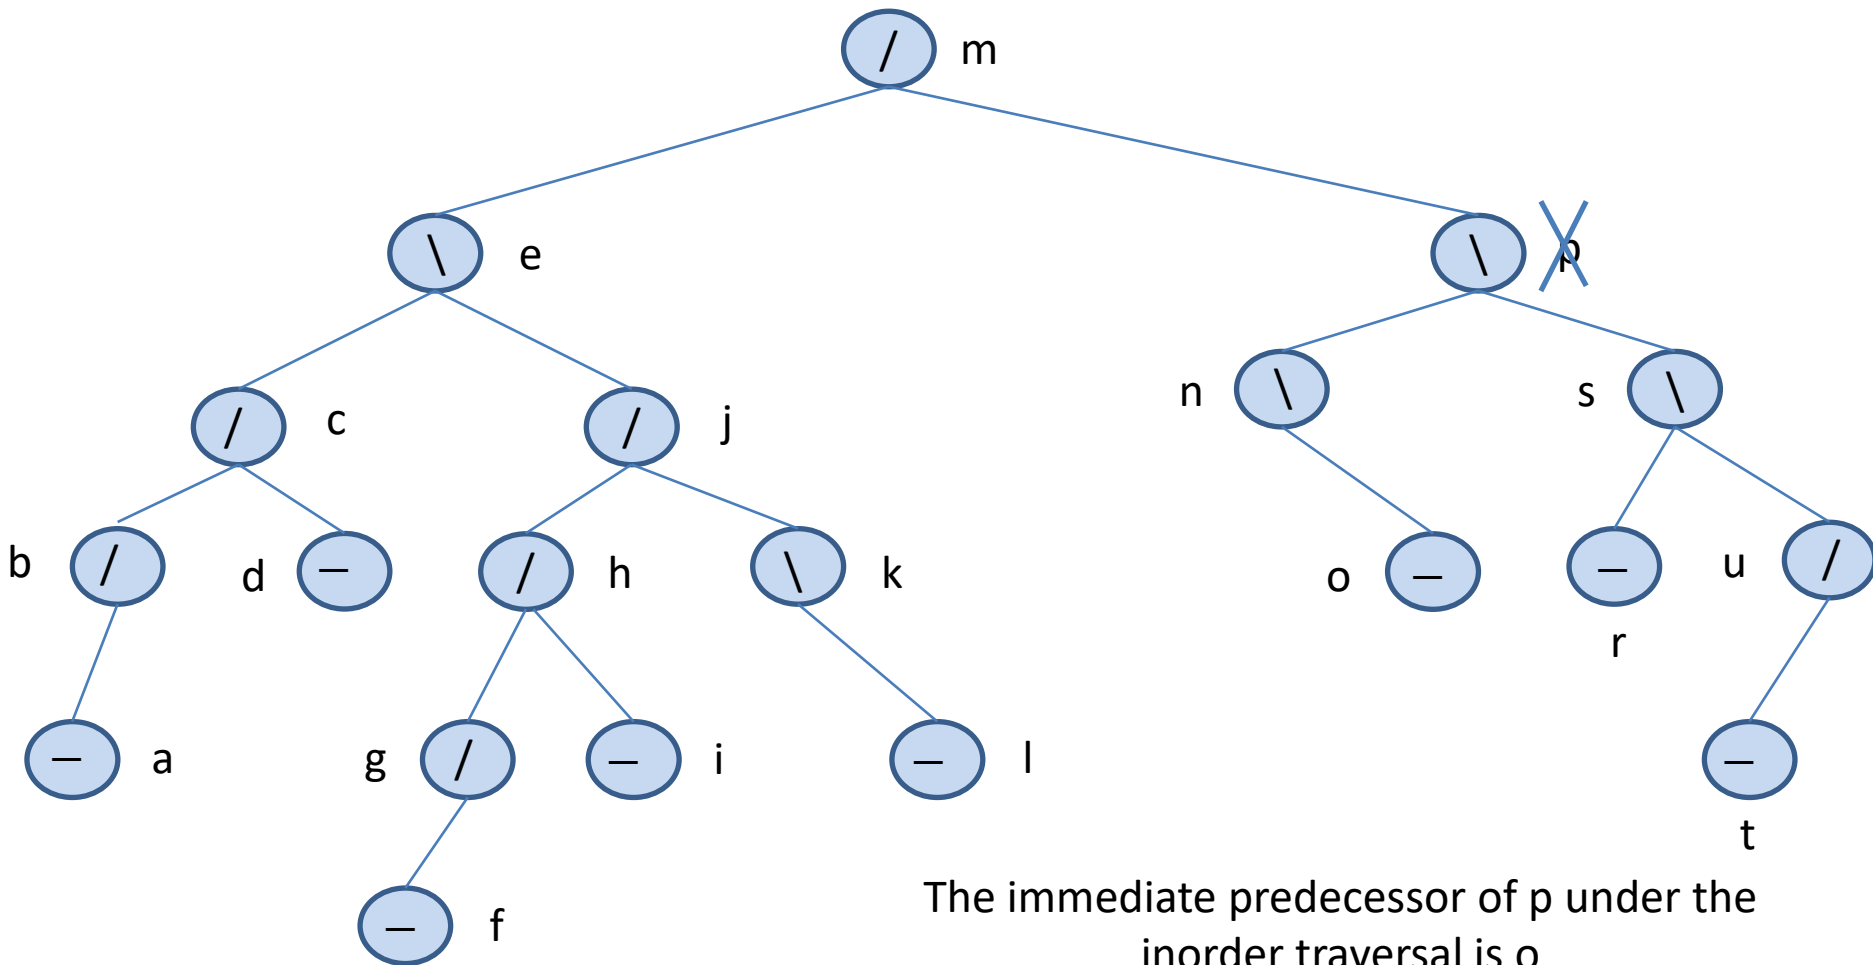 / m
\ e
\ p
/ c
/ j
n \
s \
b /
d –
/ h
\ k
o –
–
u /
r
– a
g /
– i
– l
–
t
– f
The immediate predecessor of p under the
inorder traversal is o